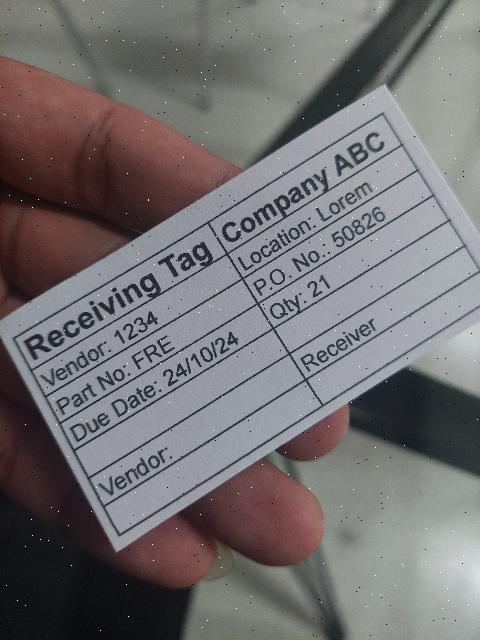 Receiving Tag Company ABC
Vendor: 1234 Location: Lorem
Part No: FRE P.O. No.: 50826
Due Date: 24/10/24 Qty: 21
Vendor: Receiver